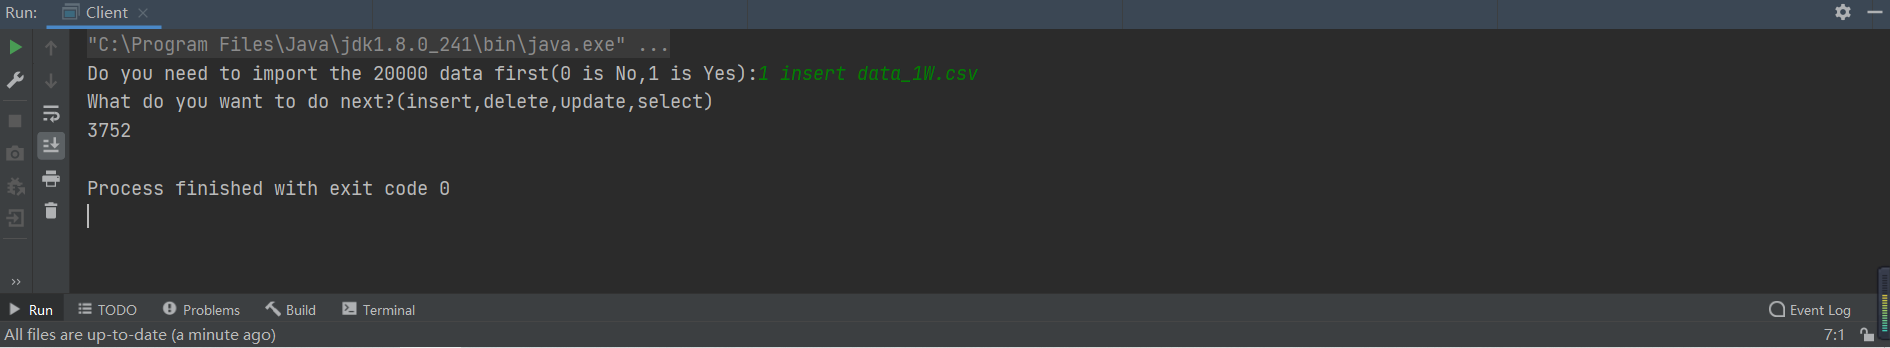 Run: Client
"C:\Program Files\Java\jdk1.8.0_241\bin\java.exe" ...
Do you need to import the 20000 data first(0 is No,1 is Yes):1 insert data_1W.csv
What do you want to do next?(insert,delete,update,select)
3752
Process finished with exit code 0
Run TODO Problems Build Terminal Event Log
All files are up-to-date (a minute ago) 7:1